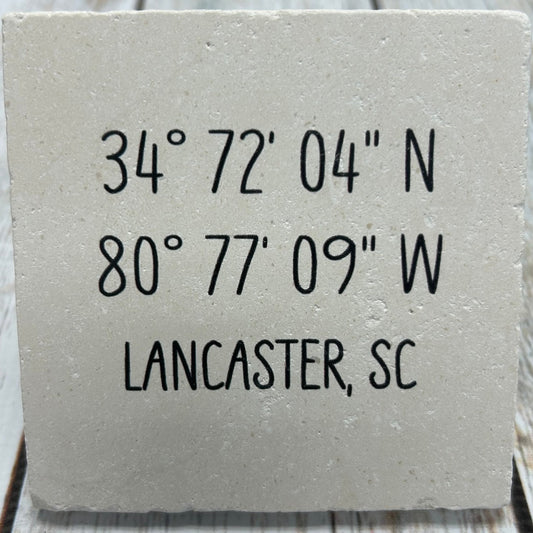 34° 72' 04" N
80° 77' 09" W
LANCASTER, SC